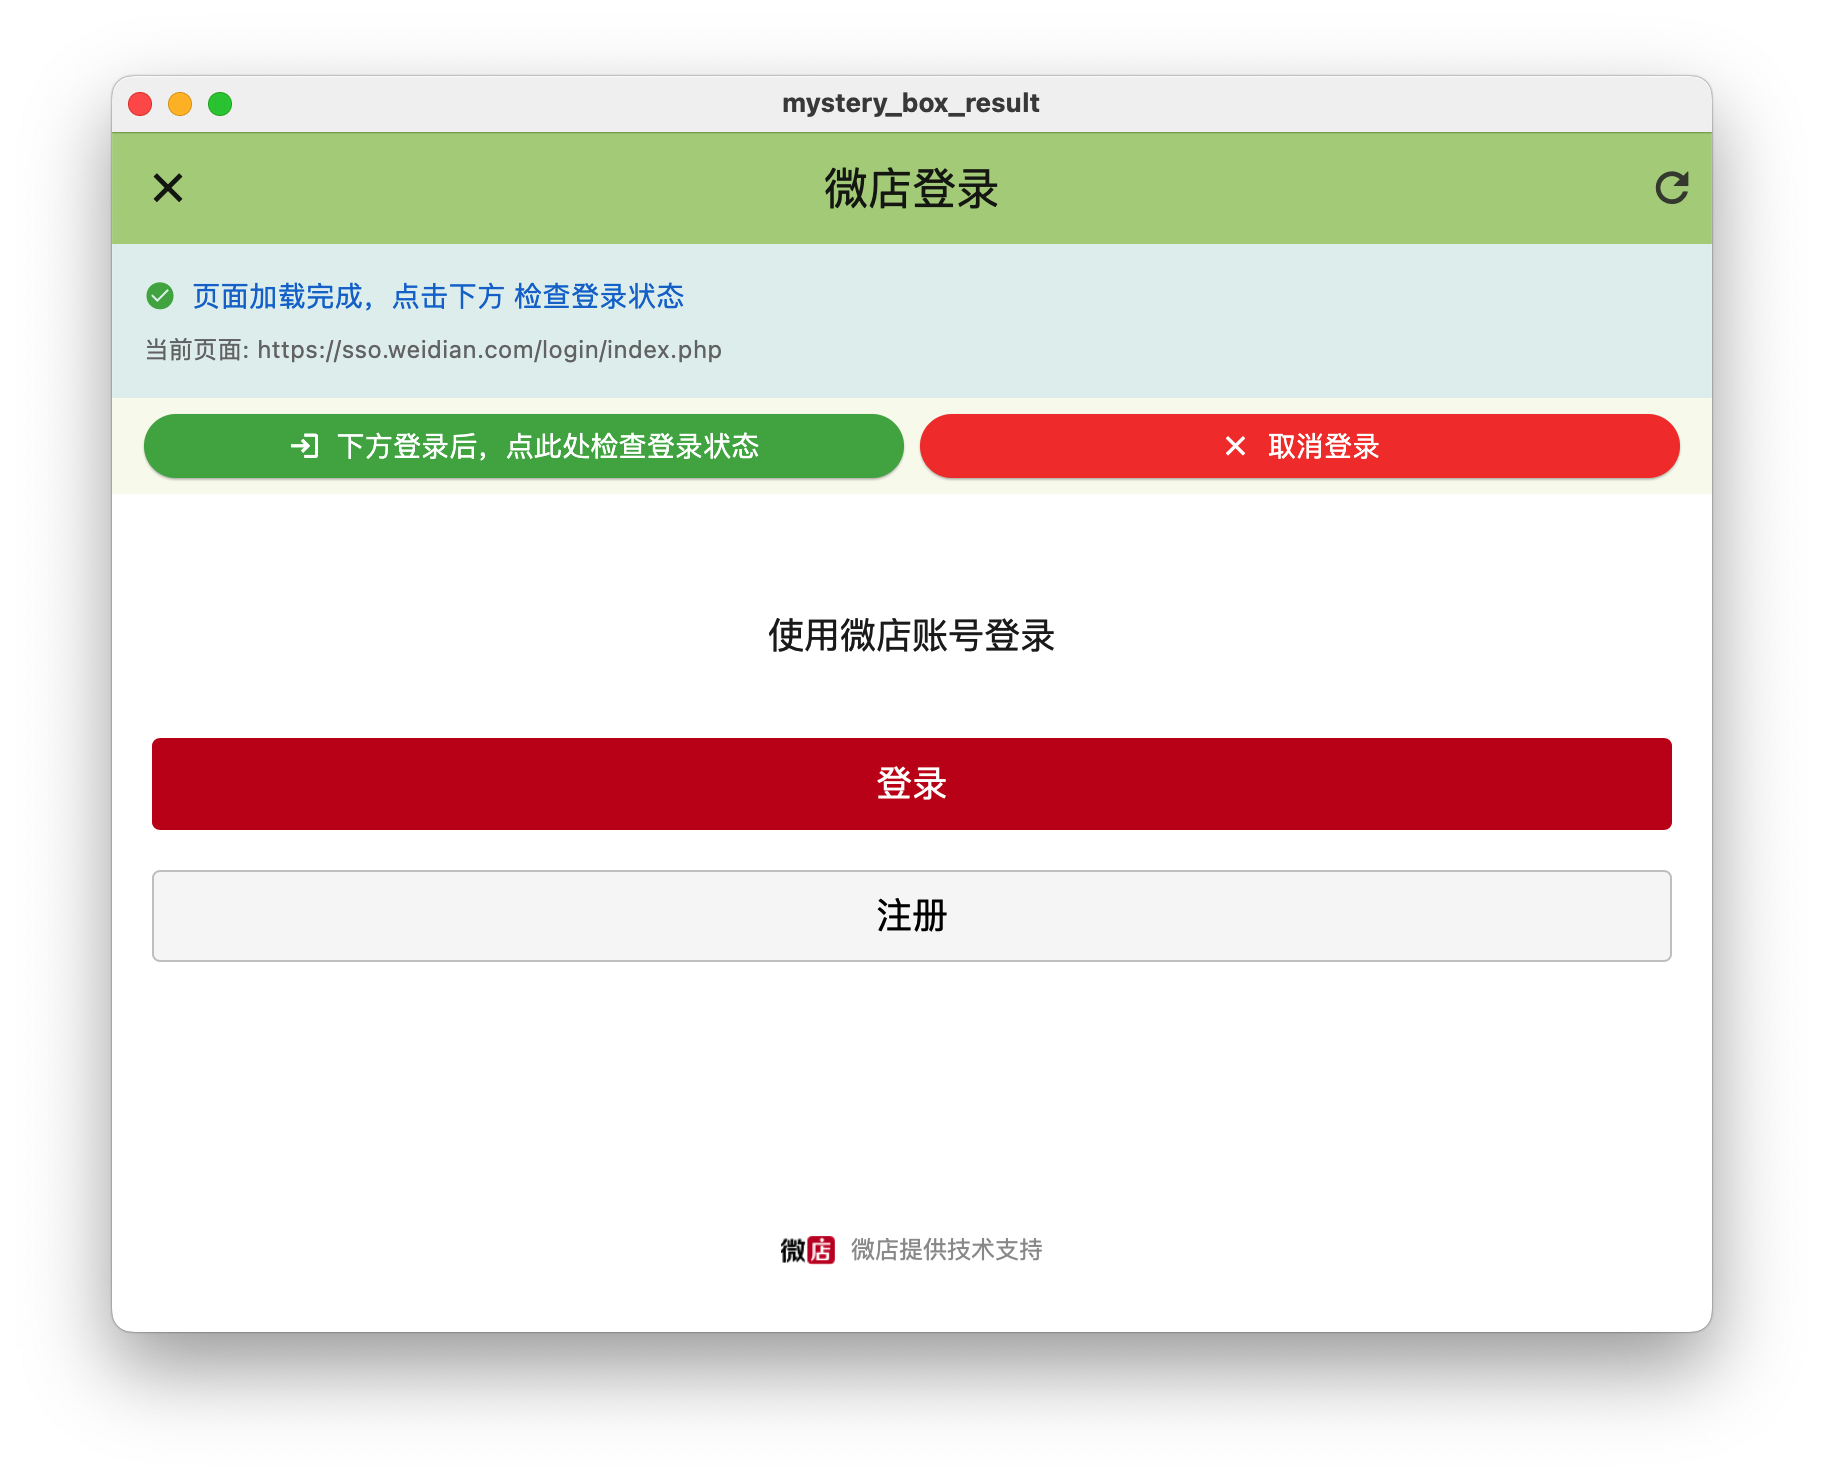 mystery_box_result
微店登录
页面加载完成，点击下方 检查登录状态
当前页面: https://sso.weidian.com/login/index.php
下方登录后，点此处检查登录状态
取消登录
使用微店账号登录
登录
注册
微店 微店提供技术支持